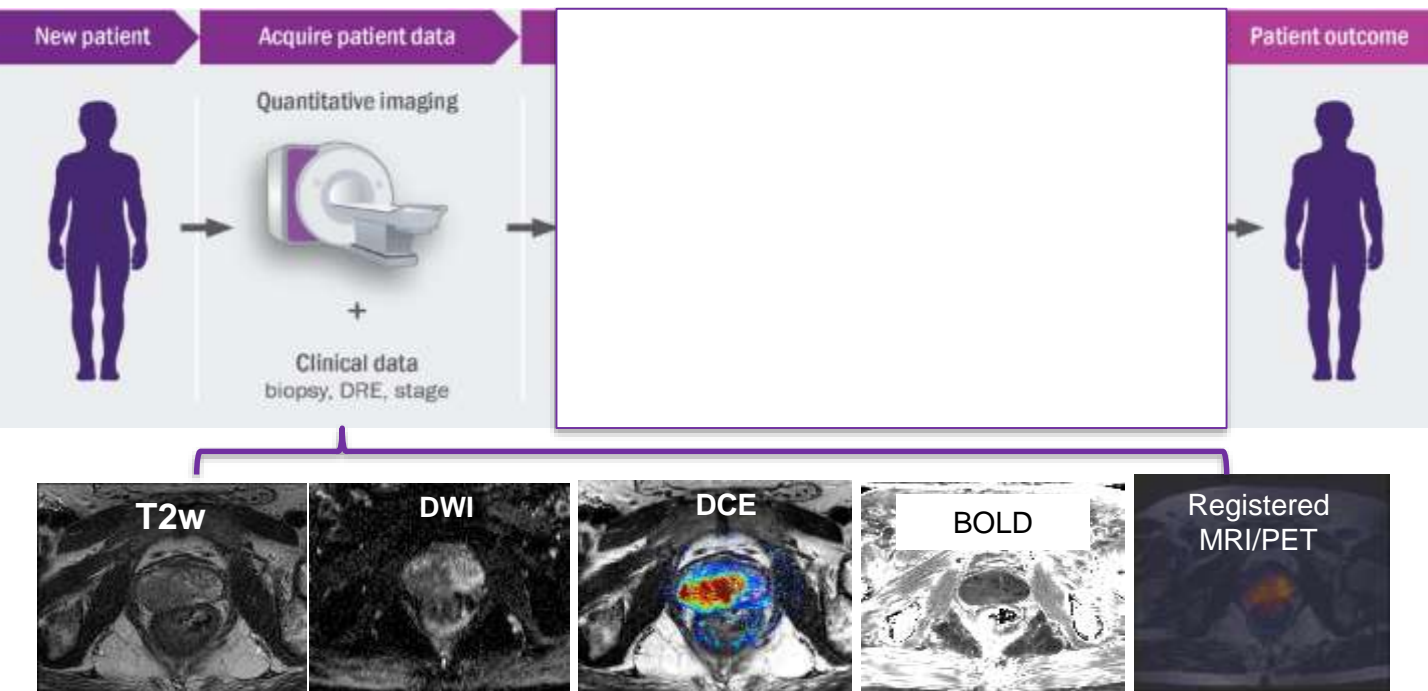 New patient
Acquire patient data
Patient outcome
Quantitative imaging
+
Clinical data
biopsy, DRE, stage
T2w
DWI
DCE
BOLD
Registered
MRI/PET